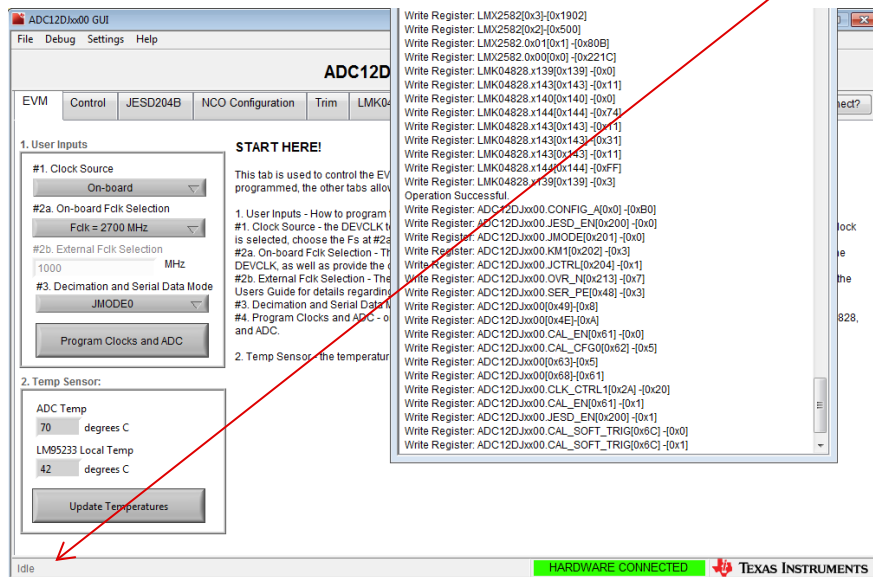 ADC12DJxx00 GUI
File Debug Settings Help
ADC12D
EVM Control JESD204B NCO Configuration Trim LMK04
1. User Inputs
#1. Clock Source
On-board
#2a. On-board Fclk Selection
Fclk = 2700 MHz
#2b. External Fclk Selection
1000 MHz
#3. Decimation and Serial Data Mode
JMODE0
Program Clocks and ADC
2. Temp Sensor:
ADC Temp
70 degrees C
LM95233 Local Temp
42 degrees C
Update Temperatures
START HERE!
This tab is used to control the EV
programmed, the other tabs allow
1. User Inputs - How to program
#1. Clock Source - the DEVCLK
is selected, choose the Fs at #2a
#2a. On-board Fclk Selection - Th
DEVCLK, as well as provide the
#2b. External Fclk Selection - The
Users Guide for details regarding
#3. Decimation and Serial Data
#4. Program Clocks and ADC - o
and ADC.
2. Temp Sensor - the temperatur
Write Register: LMX2582[0x3]-[0x1902]
Write Register: LMX2582[0x2]-[0x500]
Write Register: LMX2582.0x01[0x1] -[0x80B]
Write Register: LMX2582.0x00[0x0] -[0x221C]
Write Register: LMK04828.x139[0x139] -[0x0]
Write Register: LMK04828.x143[0x143] -[0x11]
Write Register: LMK04828.x140[0x140] -[0x0]
Write Register: LMK04828.x144[0x144] -[0x74]
Write Register: LMK04828.x143[0x143] -[0x11]
Write Register: LMK04828.x143[0x143] -[0x31]
Write Register: LMK04828.x143[0x143] -[0x11]
Write Register: LMK04828.x144[0x144] -[0xFF]
Write Register: LMK04828.x139[0x139] -[0x3]
Operation Successful.
Write Register: ADC12DJxx00.CONFIG_A[0x0] -[0xB0]
Write Register: ADC12DJxx00.JESD_EN[0x200] -[0x0]
Write Register: ADC12DJxx00.JMODE[0x201] -[0x0]
Write Register: ADC12DJxx00.KM1[0x202] -[0x3]
Write Register: ADC12DJxx00.JCTRL[0x204] -[0x1]
Write Register: ADC12DJxx00.OVR_N[0x213] -[0x7]
Write Register: ADC12DJxx00.SER_PE[0x48] -[0x3]
Write Register: ADC12DJxx00[0x49]-[0x8]
Write Register: ADC12DJxx00[0x4E]-[0xA]
Write Register: ADC12DJxx00.CAL_EN[0x61] -[0x0]
Write Register: ADC12DJxx00.CAL_CFG0[0x62] -[0x5]
Write Register: ADC12DJxx00[0x63]-[0x5]
Write Register: ADC12DJxx00[0x68]-[0x61]
Write Register: ADC12DJxx00.CLK_CTRL1[0x2A] -[0x20]
Write Register: ADC12DJxx00.CAL_EN[0x61] -[0x1]
Write Register: ADC12DJxx00.JESD_EN[0x200] -[0x1]
Write Register: ADC12DJxx00.CAL_SOFT_TRIG[0x6C] -[0x0]
Write Register: ADC12DJxx00.CAL_SOFT_TRIG[0x6C] -[0x1]
nect?
lock
he
the
828,
Idle
HARDWARE CONNECTED
TEXAS INSTRUMENTS